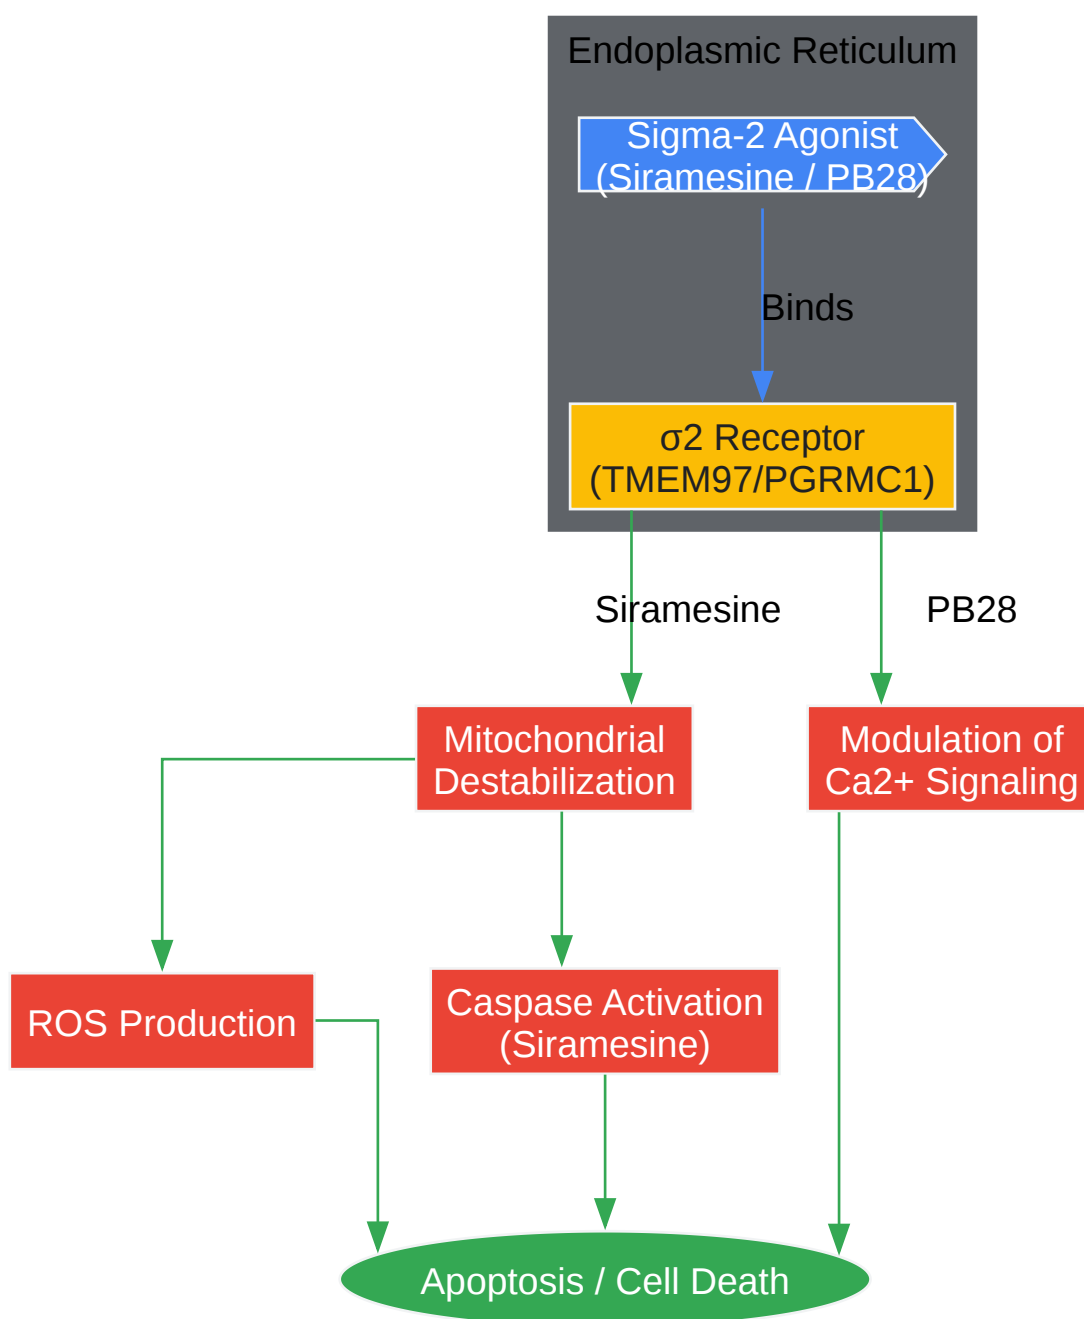 Endoplasmic Reticulum
Sigma-2 Agonist
(Siramesine / PB28)
Binds
σ2 Receptor
(TMEM97/PGRMC1)
Siramesine
PB28
Mitochondrial
Destabilization
Modulation of
Ca2+ Signaling
ROS Production
Caspase Activation
(Siramesine)
Apoptosis / Cell Death